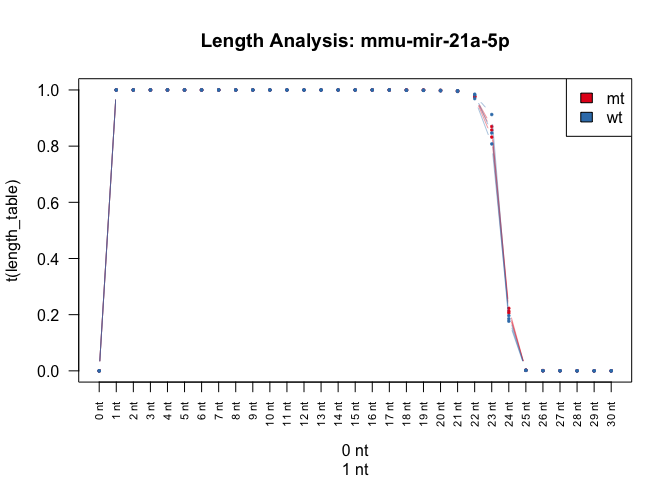 Length Analysis: mmu-mir-21a-5p
mt
wt
t(length_table)
1.0
0.8
0.6
0.4
0.2
0.0
0 nt
1 nt
2 nt
3 nt
4 nt
5 nt
6 nt
7 nt
8 nt
9 nt
10 nt
11 nt
12 nt
13 nt
14 nt
15 nt
16 nt
17 nt
18 nt
19 nt
20 nt
21 nt
22 nt
23 nt
24 nt
25 nt
26 nt
27 nt
28 nt
29 nt
30 nt
0 nt
1 nt